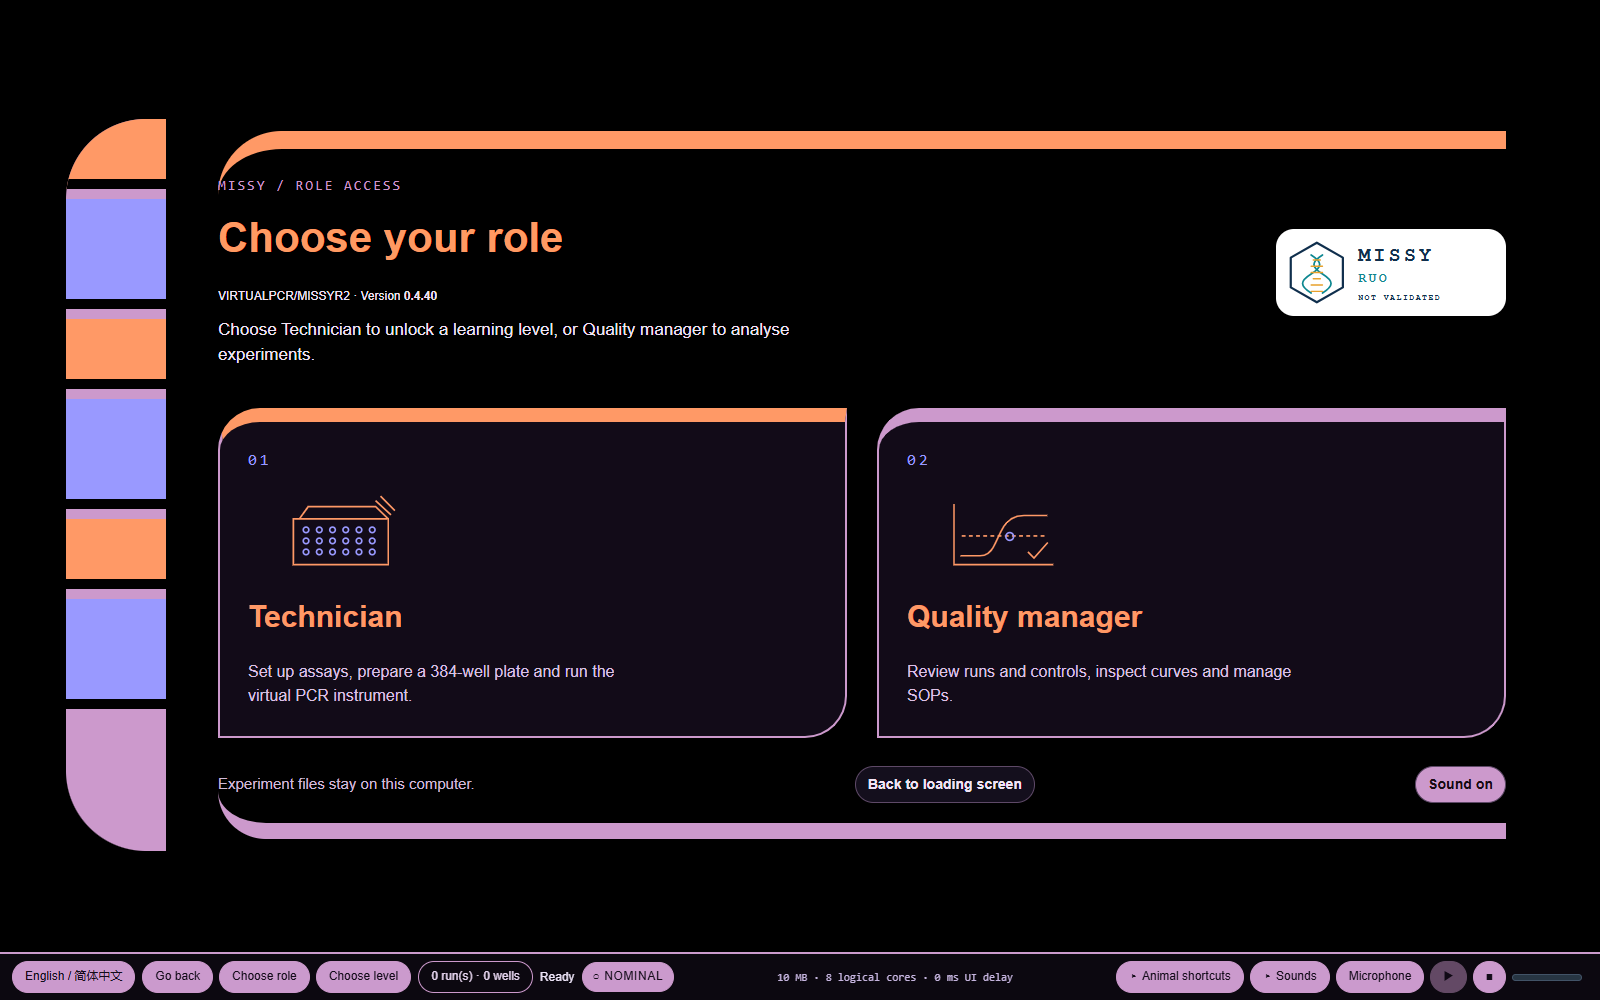 MISSY / ROLE ACCESS
Choose your role
VIRTUALPCR/MISSYR2 · Version 0.4.40
Choose Technician to unlock a learning level, or Quality manager to analyse
experiments.
MISSY
RUO
NOT VALIDATED
01
Technician
Set up assays, prepare a 384-well plate and run the
virtual PCR instrument.
02
Quality manager
Review runs and controls, inspect curves and manage
SOPs.
Experiment files stay on this computer.
Back to loading screen
Sound on
English / 简体中文
Go back
Choose role
Choose level
0 run(s) · 0 wells
Ready
○ NOMINAL
10 MB · 8 logical cores · 0 ms UI delay
▸ Animal shortcuts
▸ Sounds
Microphone